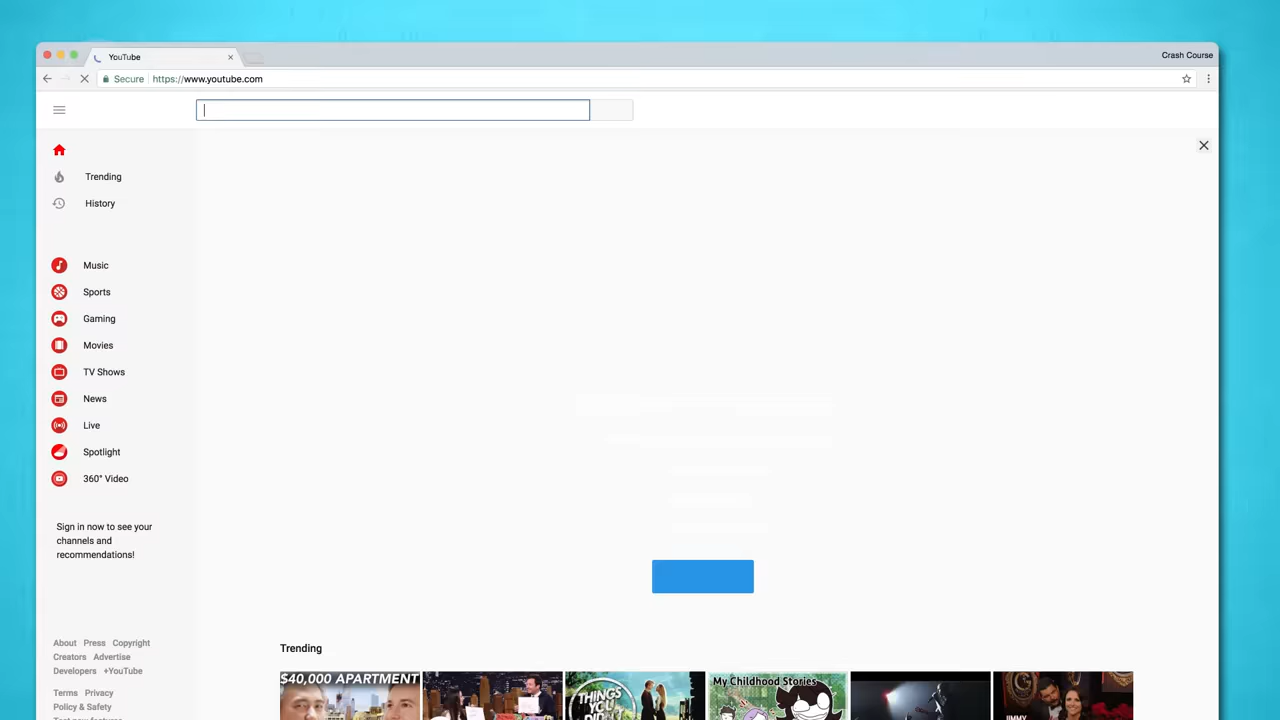 YouTube
Crash Course
Secure
https://www.youtube.com
Trending
History
Music
Sports
Gaming
Movies
TV Shows
News
Live
Spotlight
360° Video
Sign in now to see your
channels and
recommendations!
About Press Copyright
Creators Advertise
Developers +YouTube
Terms Privacy
Policy & Safety
Trending
$40,000 APARTMENT
THINGS
YOU
DID
My Childhood Stories
JIMMY